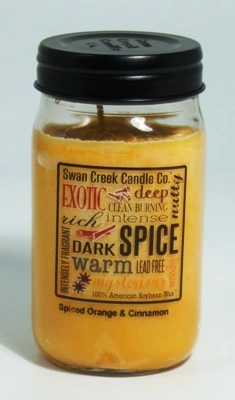 Swan Creek Candle Co.
EXOTIC deep
CLEAN BURNING
nutty
rich intense
DARK SPICE
INTENSELY FRAGRANT
warm LEAD FREE
mysterious
100% American Soybean Wax
Spiced Orange & Cinnamon